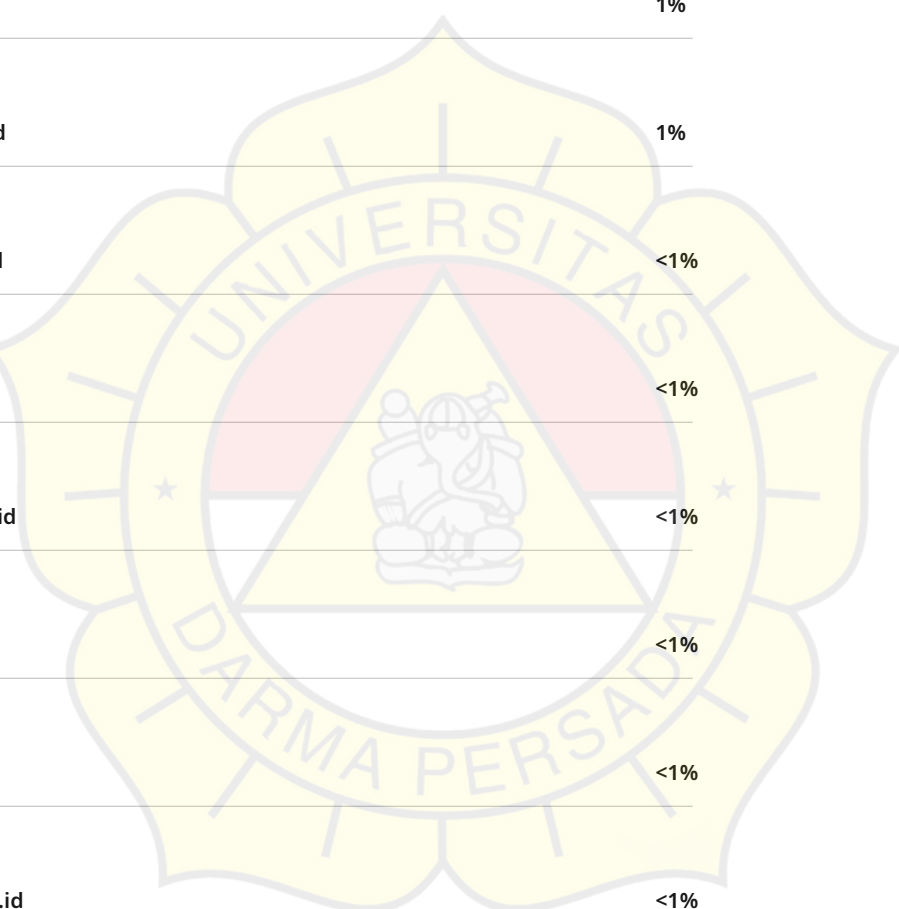 1%
d 1%
<1%
<1%
id <1%
<1%
<1%
.id <1%
UNIVERSITAS
DARMA PERSADA